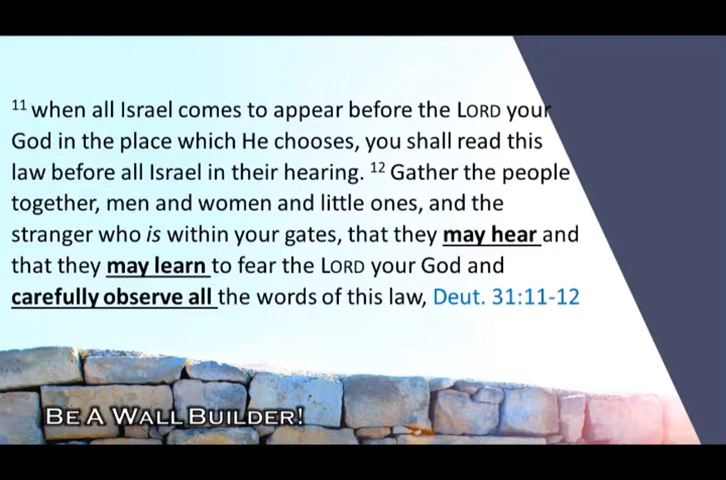 11 when all Israel comes to appear before the LORD your
God in the place which He chooses, you shall read this
law before all Israel in their hearing. 12 Gather the people
together, men and women and little ones, and the
stranger who is within your gates, that they may hear and
that they may learn to fear the LORD your God and
carefully observe all the words of this law, Deut. 31:11-12
BE A WALL BUILDER!